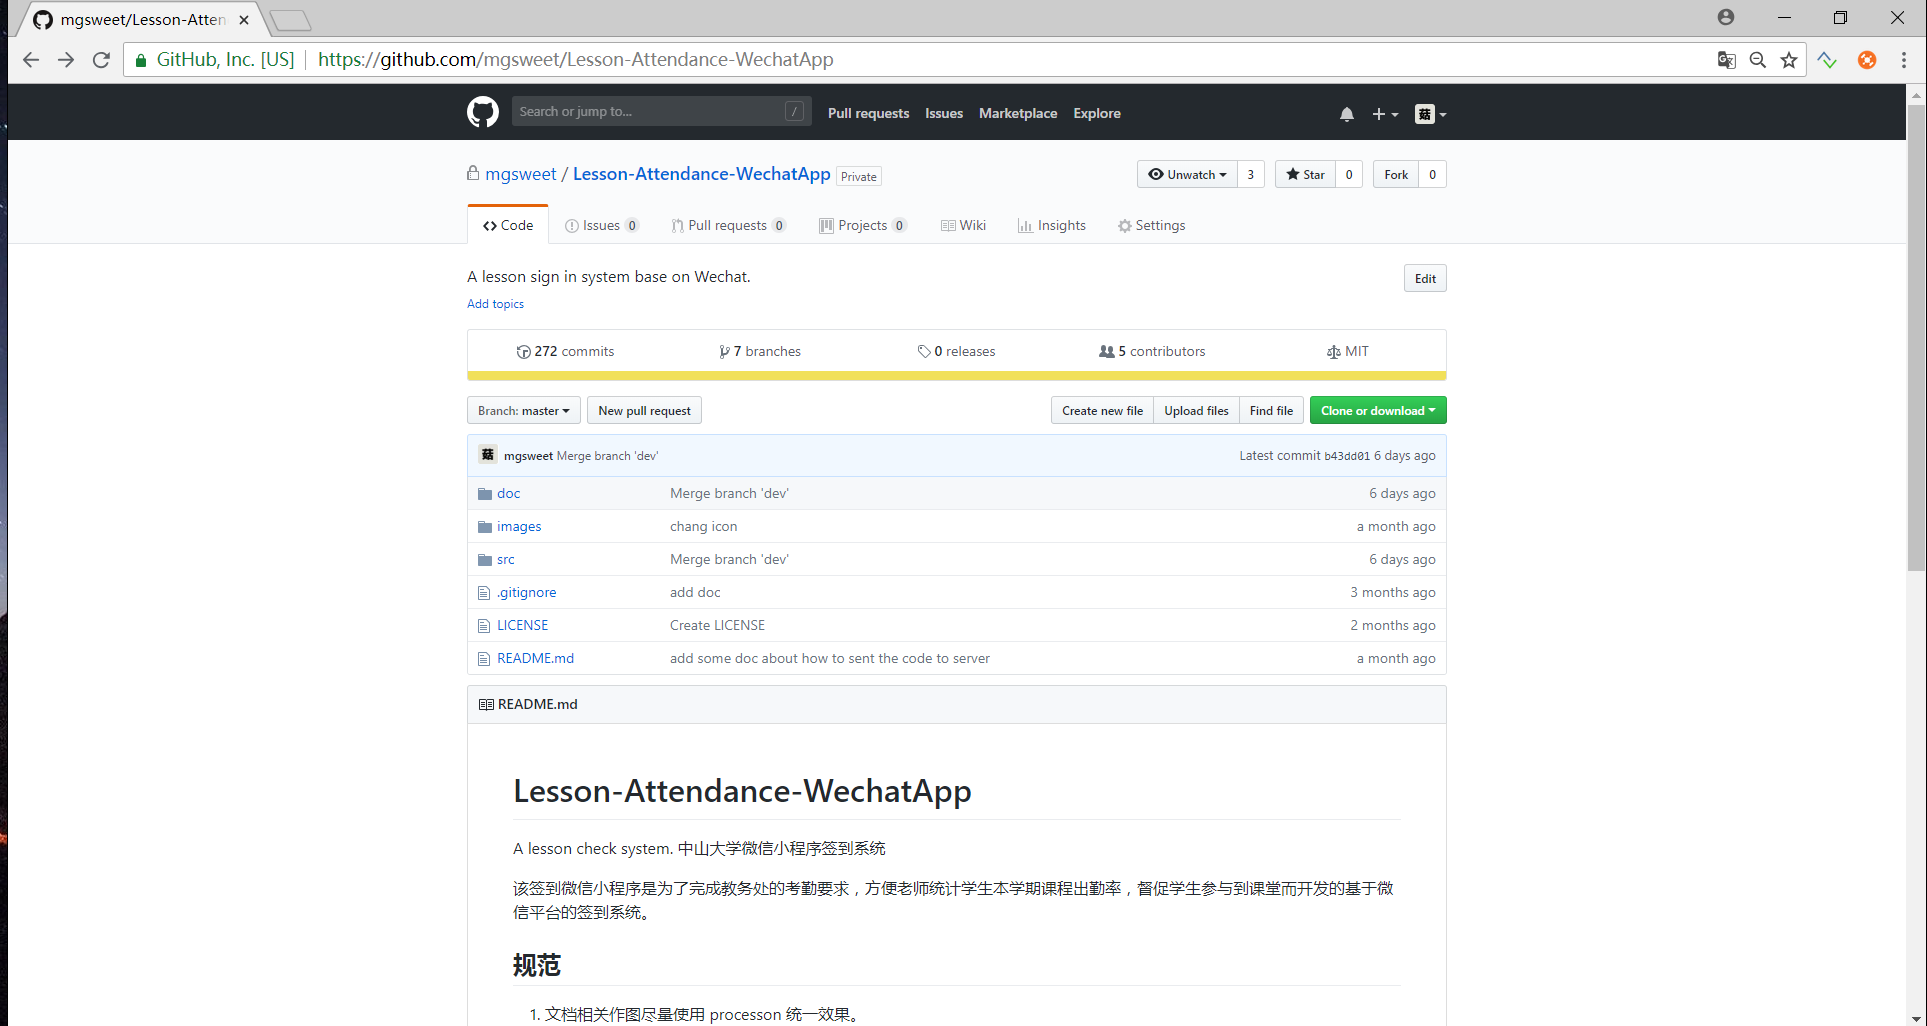 mgsweet/Lesson-Atten
GitHub, Inc. [US] https://github.com/mgsweet/Lesson-Attendance-WechatApp
Search or jump to... / Pull requests Issues Marketplace Explore 菇
mgsweet / Lesson-Attendance-WechatApp Private Unwatch 3 Star 0 Fork 0
Code Issues 0 Pull requests 0 Projects 0 Wiki Insights Settings
A lesson sign in system base on Wechat. Edit
Add topics
272 commits 7 branches 0 releases 5 contributors MIT
Branch: master New pull request Create new file Upload files Find file Clone or download
菇 mgsweet Merge branch 'dev' Latest commit b43dd01 6 days ago
doc Merge branch 'dev' 6 days ago
images chang icon a month ago
src Merge branch 'dev' 6 days ago
.gitignore add doc 3 months ago
LICENSE Create LICENSE 2 months ago
README.md add some doc about how to sent the code to server a month ago
README.md
Lesson-Attendance-WechatApp
A lesson check system. 中山大学微信小程序签到系统
该签到微信小程序是为了完成教务处的考勤要求，方便老师统计学生本学期课程出勤率，督促学生参与到课堂而开发的基于微
信平台的签到系统。
规范
1. 文档相关作图尽量使用 processon 统一效果。